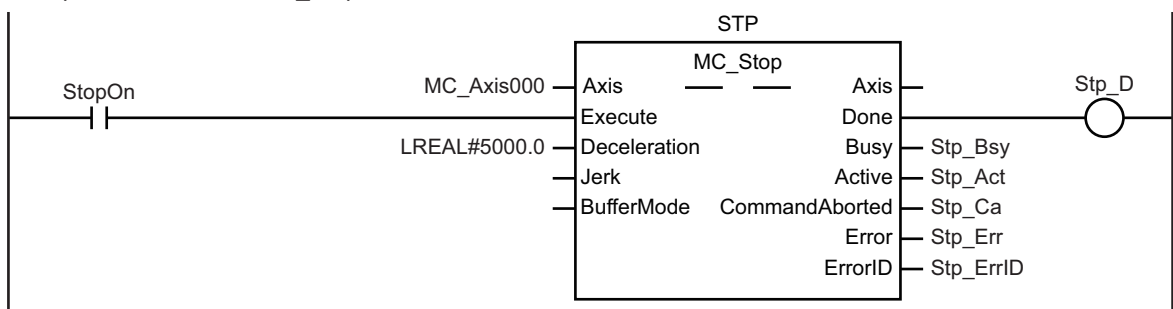 STP
MC_Stop
StopOn
MC_Axis000 Axis Axis Stp_D
Execute Done
LREAL#5000.0 Deceleration Busy Stp_Bsy
Jerk Active Stp_Act
BufferMode CommandAborted Stp_Ca
Error Stp_Err
ErrorID Stp_ErrID